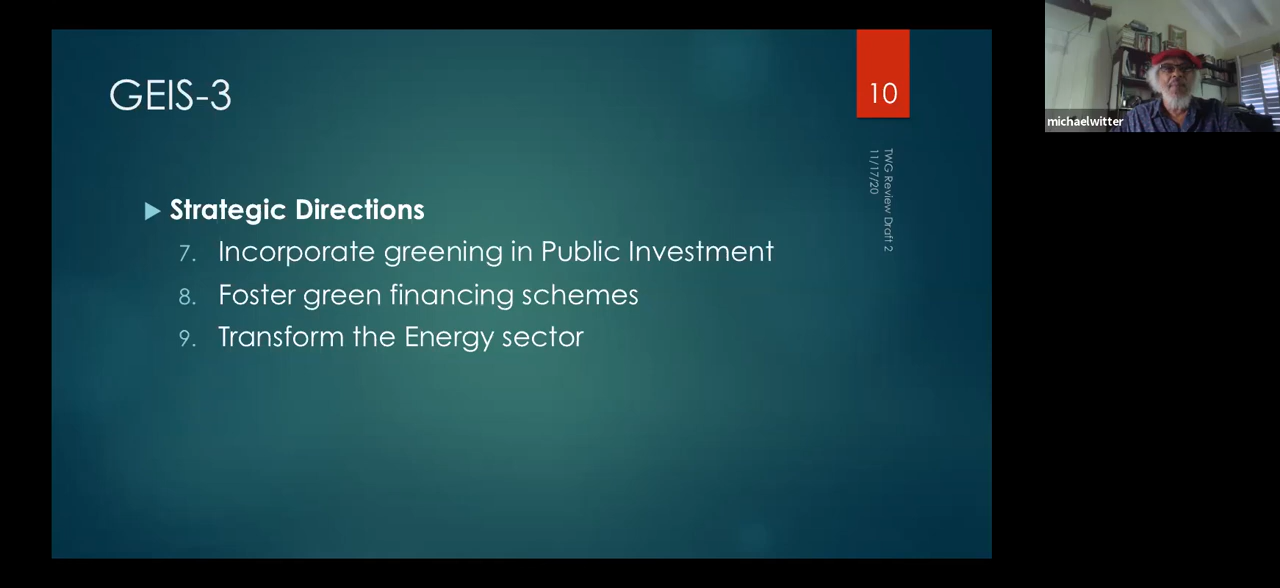 GEIS-3
10
TWG Review Draft 2
11/17/20
▶ Strategic Directions
7. Incorporate greening in Public Investment
8. Foster green financing schemes
9. Transform the Energy sector
michaelwitter